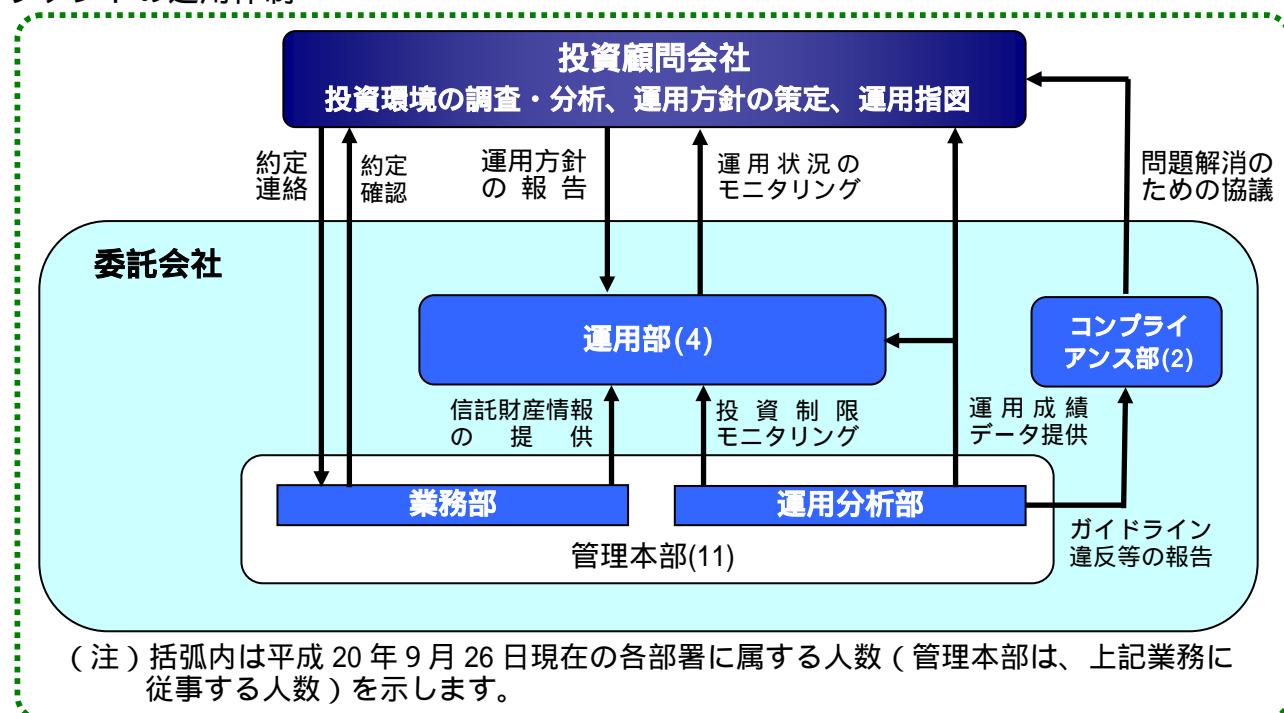 投資顧問会社
投資環境の調査・分析、運用方針の策定、運用指図
約定
連絡
約定
確認
運用方針
の報告
運用状況の
モニタリング
問題解消の
ための協議
委託会社
運用部(4)
コンプライ
アンス部(2)
信託財産情報
の提供
投資制限
モニタリング
運用成績
データ提供
業務部
運用分析部
管理本部(11)
ガイドライン
違反等の報告
(注)括弧内は平成20年9月26日現在の各部署に属する人数(管理本部は、上記業務に
従事する人数)を示します。